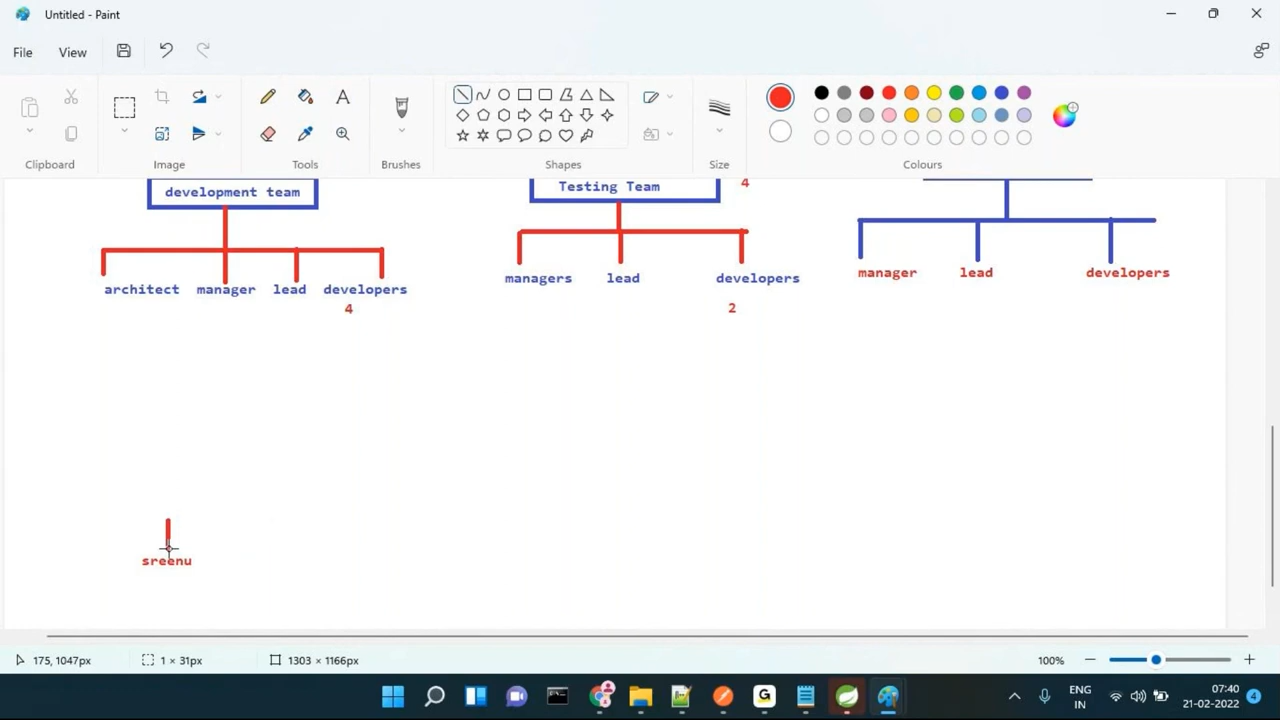 Untitled - Paint
File
View
Clipboard
Image
Tools
Brushes
Shapes
Size
Colours
development team
Testing Team
4
architect manager lead developers
4
managers lead developers
2
manager lead developers
sreenu
175, 1047px
1 × 31px
1303 × 1166px
100%
ENG
IN
07:40
21-02-2022
4